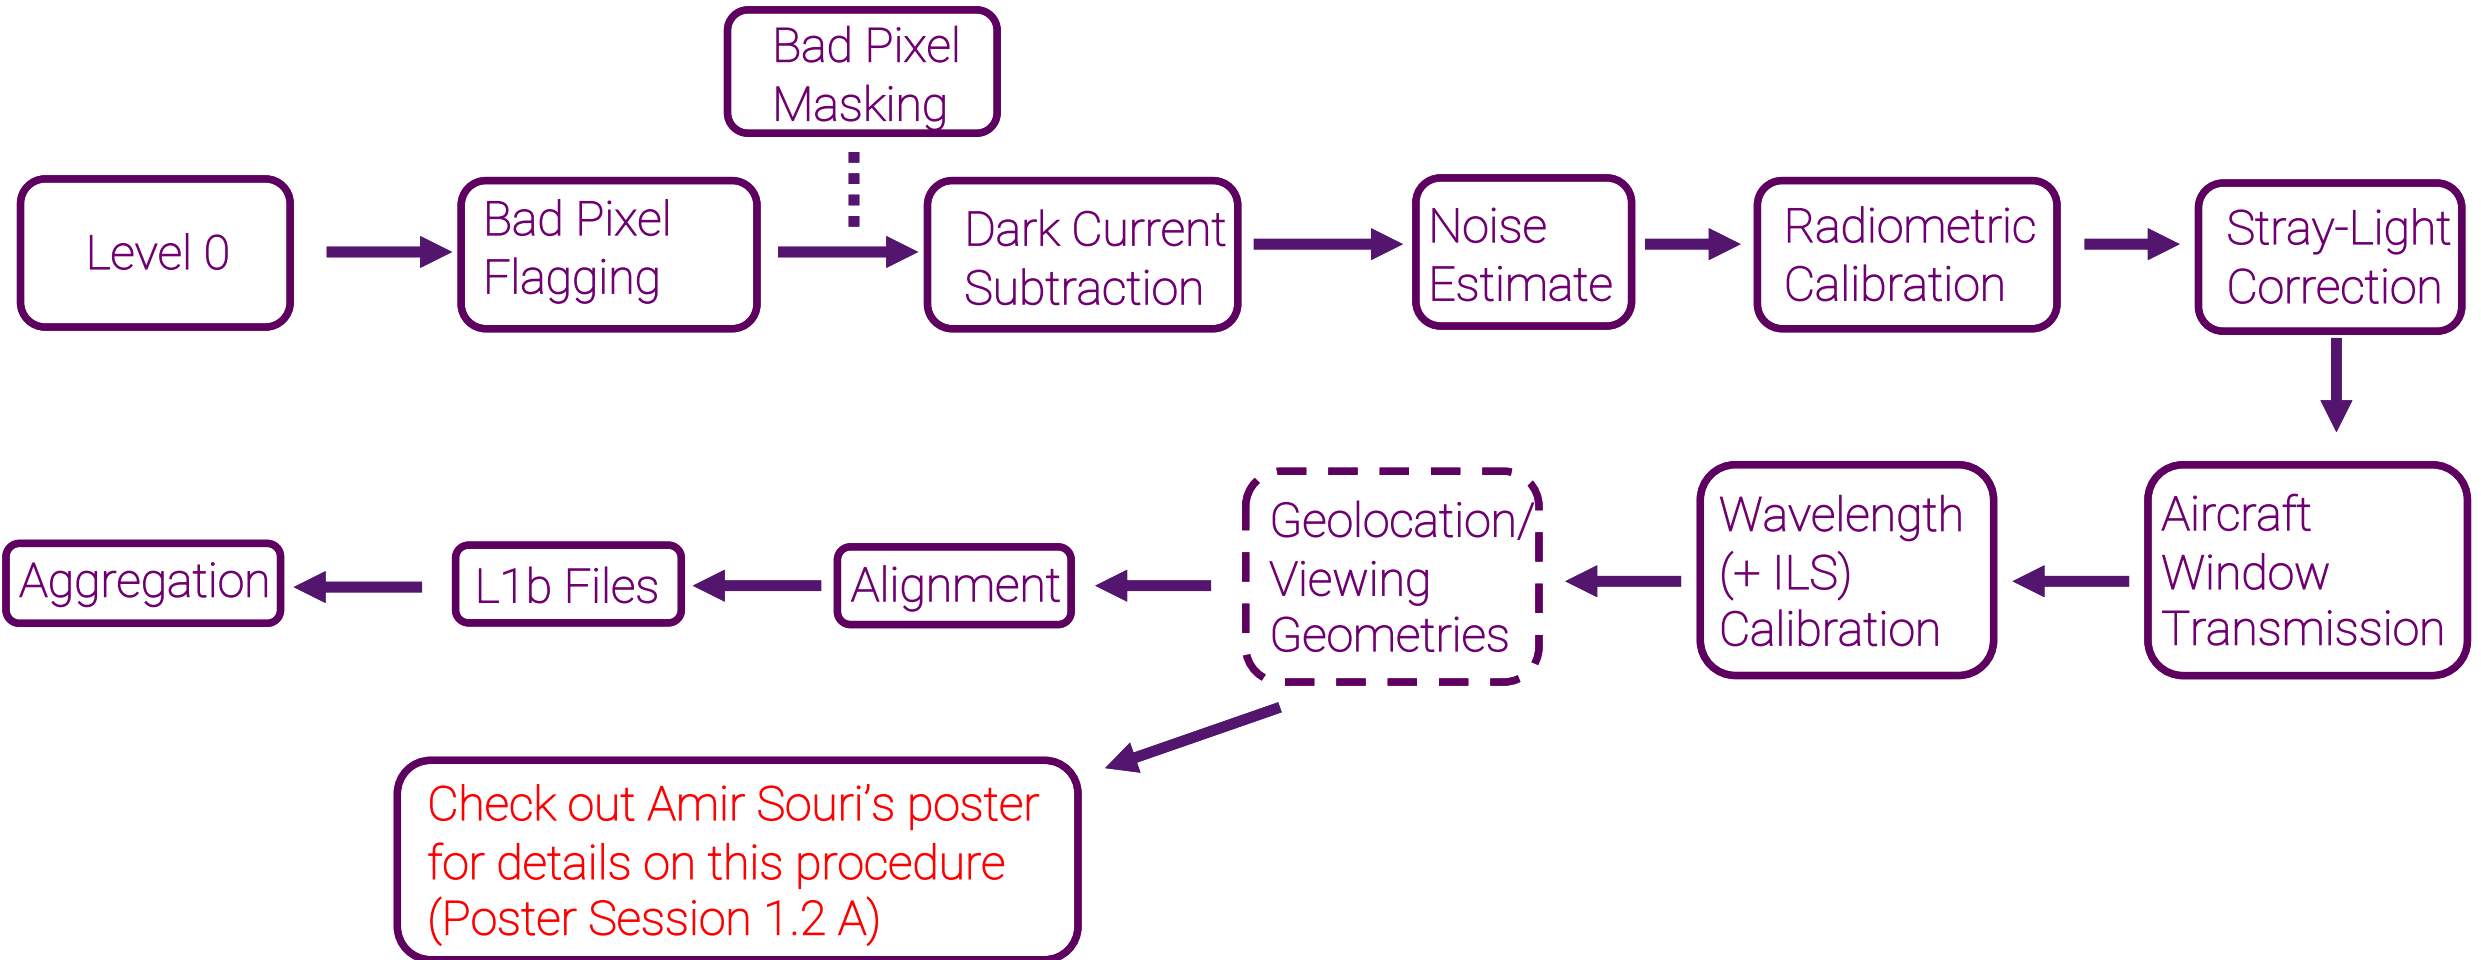 Bad Pixel
Masking
Level 0
Bad Pixel
Flagging
Dark Current
Subtraction
Noise
Estimate
Radiometric
Calibration
Stray-Light
Correction
Aircraft
Window
Transmission
Wavelength
(+ ILS)
Calibration
Geolocation/
Viewing
Geometries
Alignment
L1b Files
Aggregation
Check out Amir Souri’s poster
for details on this procedure
(Poster Session 1.2 A)